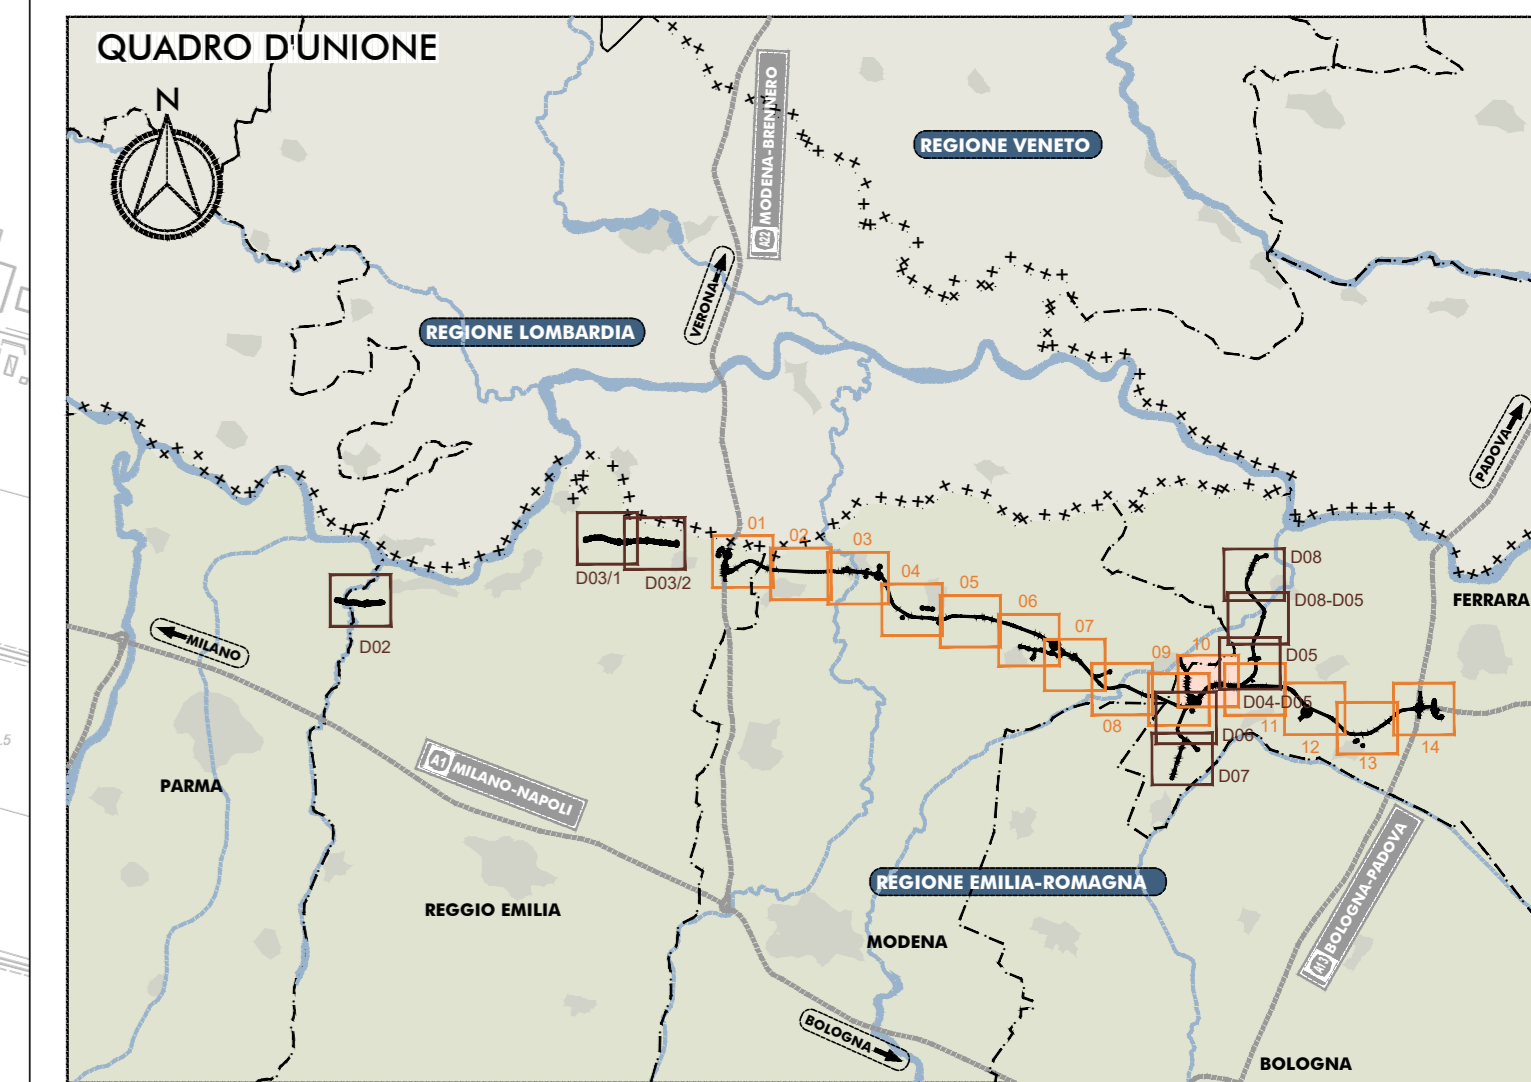 QUADRO D'UNIONE
N
A22 MODENA-BRENNERO
REGIONE VENETO
VERONA
REGIONE LOMBARDIA
PADOVA
01
02
03
04
05
06
07
08
09
10
11
12
13
14
D03/1
D03/2
D02
D08
D08-D05
D05
D04-D05
D06
D07
FERRARA
MILANO
PARMA
A1 MILANO-NAPOLI
REGGIO EMILIA
REGIONE EMILIA-ROMAGNA
MODENA
A13 BOLOGNA-PADOVA
BOLOGNA
BOLOGNA